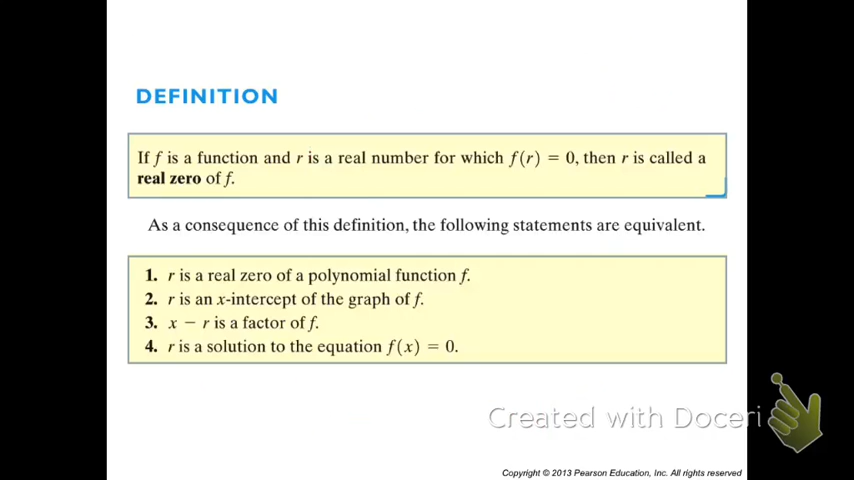 DEFINITION
If f is a function and r is a real number for which f(r) = 0, then r is called a
real zero of f.
As a consequence of this definition, the following statements are equivalent.
1. r is a real zero of a polynomial function f.
2. r is an x-intercept of the graph of f.
3. x − r is a factor of f.
4. r is a solution to the equation f(x) = 0.
Created with Doceri
Copyright © 2013 Pearson Education, Inc. All rights reserved